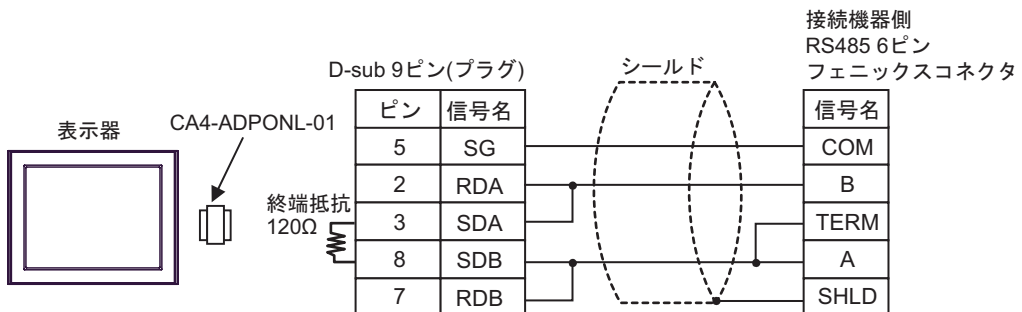 接続機器側
RS485 6ピン
フェニックスコネクタ
D-sub 9ピン(プラグ)
シールド
表示器
CA4-ADPONL-01
ピン 信号名 信号名
5 SG COM
2 RDA B
終端抵抗
120Ω
3 SDA TERM
8 SDB A
7 RDB SHLD